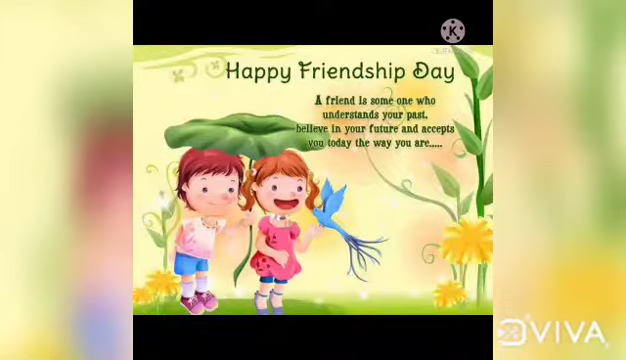 K
Happy Friendship Day
A friend is some one who
understands your past,
believe in your future and accepts
you today the way you are.....
VIVA